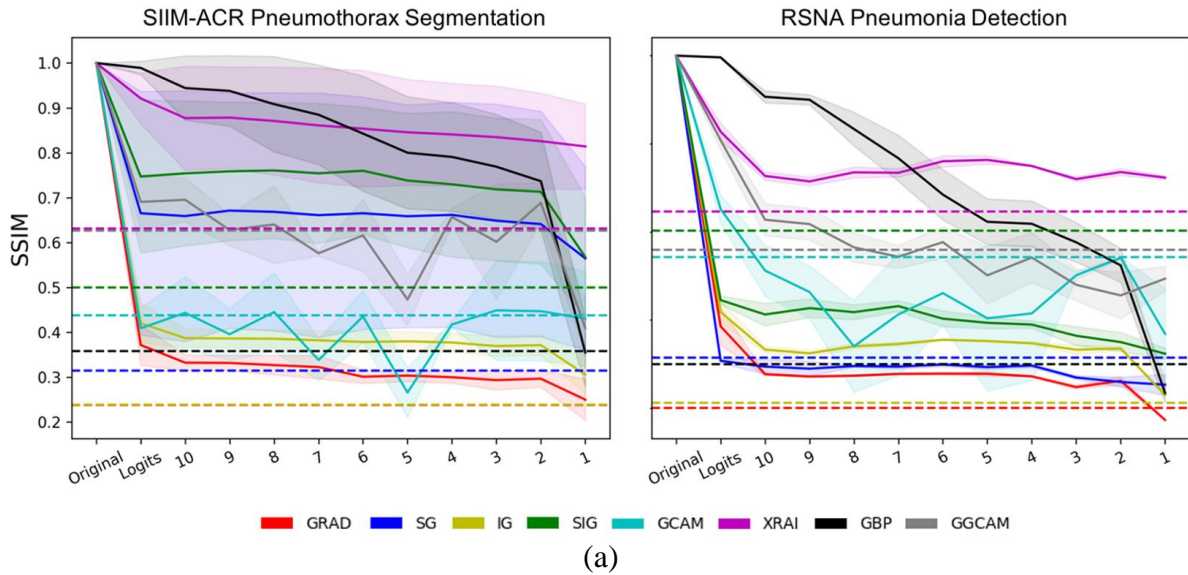 SIIM-ACR Pneumothorax Segmentation
RSNA Pneumonia Detection
SSIM
1.0
0.9
0.8
0.7
0.6
0.5
0.4
0.3
0.2
Original Logits 10 9 8 7 6 5 4 3 2 1
Original Logits 10 9 8 7 6 5 4 3 2 1
GRAD SG IG SIG GCAM XRAI GBP GGCAM
(a)